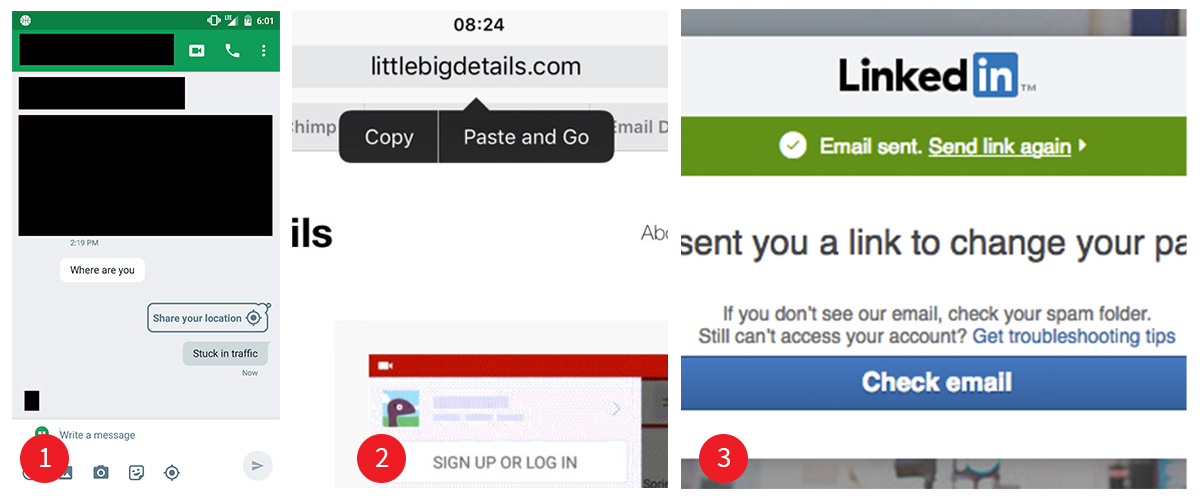 6:01
2:19 PM
Where are you
Share your location
Stuck in traffic
Now
Write a message
1
08:24
littlebigdetails.com
himp
Email D
Copy
Paste and Go
ils
Abo
SIGN UP OR LOG IN
2
Linked in ™
Email sent. Send link again
sent you a link to change your pa
If you don't see our email, check your spam folder.
Still can't access your account? Get troubleshooting tips
Check email
3